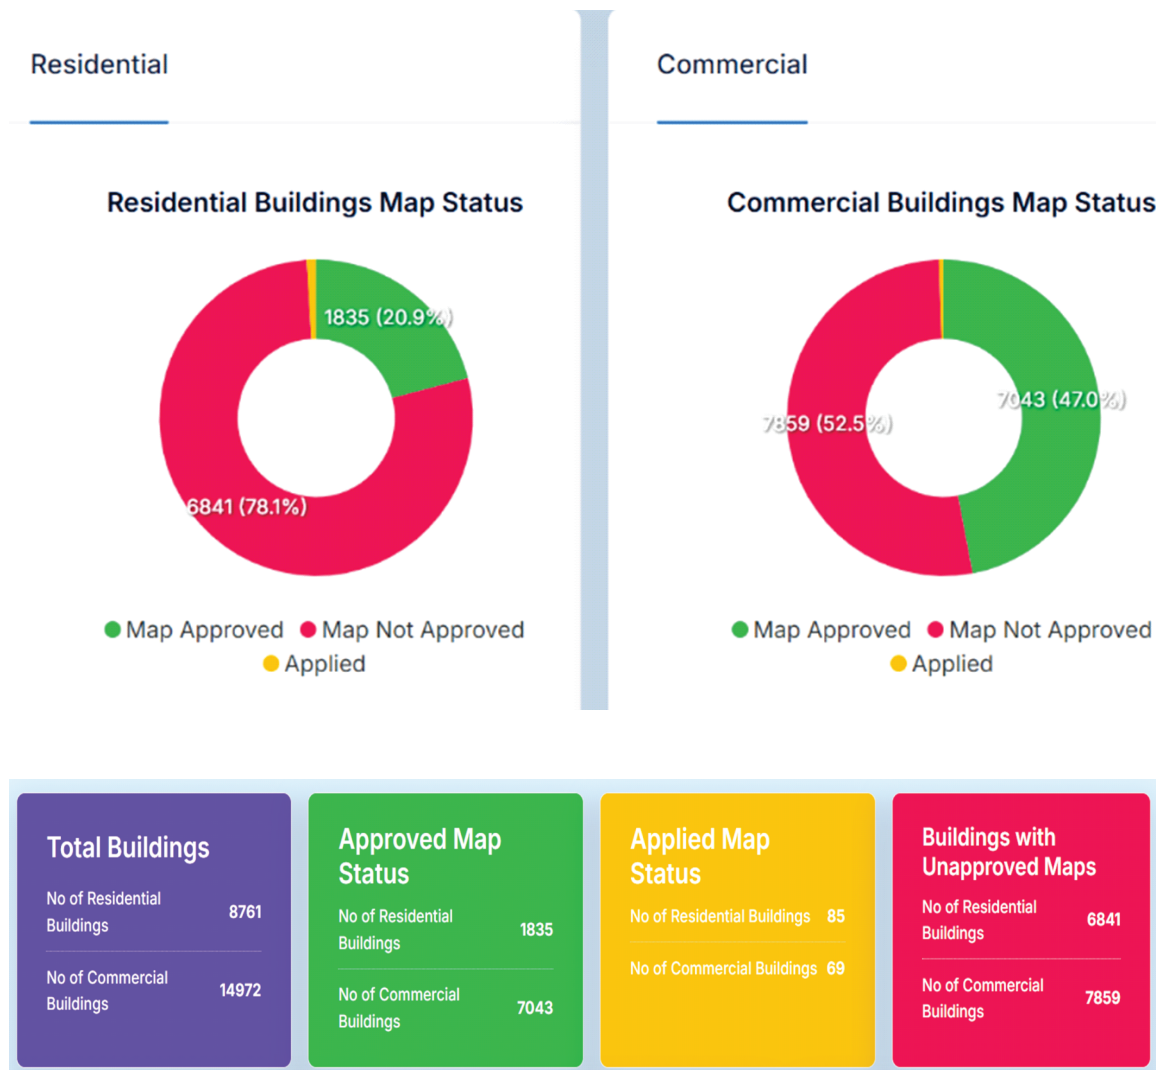 Residential
Residential Buildings Map Status
1835 (20.9%)
6841 (78.1%)
Map Approved Map Not Approved
Applied
Commercial
Commercial Buildings Map Status
7043 (47.0%)
7859 (52.5%)
Map Approved Map Not Approved
Applied
Total Buildings
No of Residential
Buildings
8761
No of Commercial
Buildings
14972
Approved Map
Status
No of Residential
Buildings
1835
No of Commercial
Buildings
7043
Applied Map
Status
No of Residential Buildings 85
No of Commercial Buildings 69
Buildings with
Unapproved Maps
No of Residential
Buildings
6841
No of Commercial
Buildings
7859